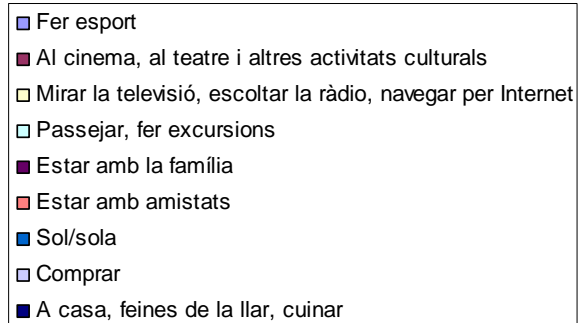 Fer esport
Al cinema, al teatre i altres activitats culturals
Mirar la televisió, escoltar la ràdio, navegar per Internet
Passejar, fer excursions
Estar amb la família
Estar amb amistats
Sol/sola
Comprar
A casa, feines de la llar, cuinar